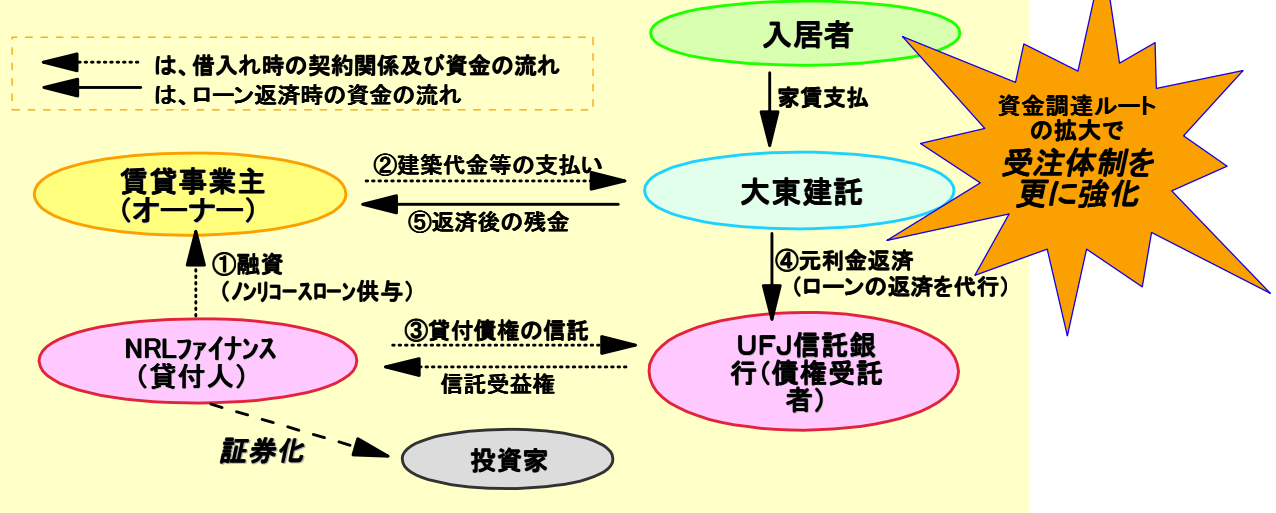 入居者
は、借入れ時の契約関係及び資金の流れ
は、ローン返済時の資金の流れ
家賃支払
資金調達ルート
の拡大で
受注体制を
更に強化
②建築代金等の支払い
賃貸事業主
(オーナー)
大東建託
⑤返済後の残金
①融資
(ノンリコースローン供与)
④元利金返済
(ローンの返済を代行)
③貸付債権の信託
NRLファイナンス
(貸付人)
UFJ信託銀
行(債権受託
者)
信託受益権
証券化
投資家